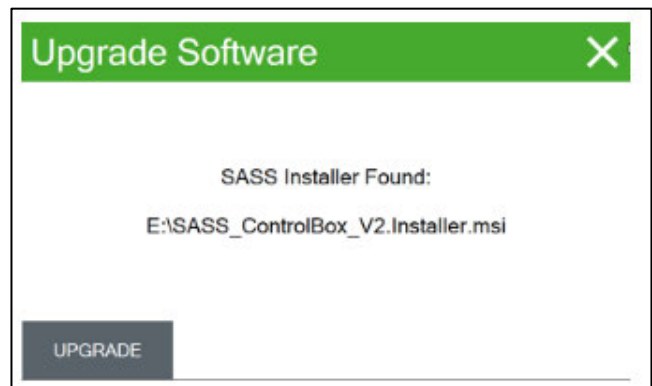 Upgrade Software
SASS Installer Found:
E:\SASS_ControlBox_V2.Installer.msi
UPGRADE